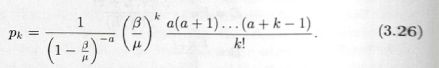 p_k = \frac{1}{\left(1 - \frac{\beta}{\mu}\right)^{-a}} \left(\frac{\beta}{\mu}\right)^k \frac{a(a+1)\ldots(a+k-1)}{k!}. (3.26)